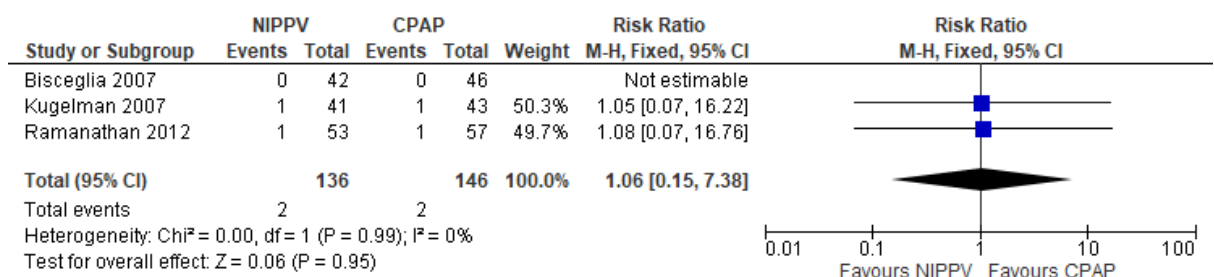 NIPPV CPAP Risk Ratio Risk Ratio
Study or Subgroup Events Total Events Total Weight M-H, Fixed, 95% CI M-H, Fixed, 95% CI
Bisceglia 2007 0 42 0 46 Not estimable
Kugelman 2007 1 41 1 43 50.3% 1.05 [0.07, 16.22]
Ramanathan 2012 1 53 1 57 49.7% 1.08 [0.07, 16.76]
Total (95% CI) 136 146 100.0% 1.06 [0.15, 7.38]
Total events 2 2
Heterogeneity: Chi² = 0.00, df = 1 (P = 0.99); I² = 0%
Test for overall effect: Z = 0.06 (P = 0.95)
0.01 0.1 1 10 100
Favours NIPPV Favours CPAP